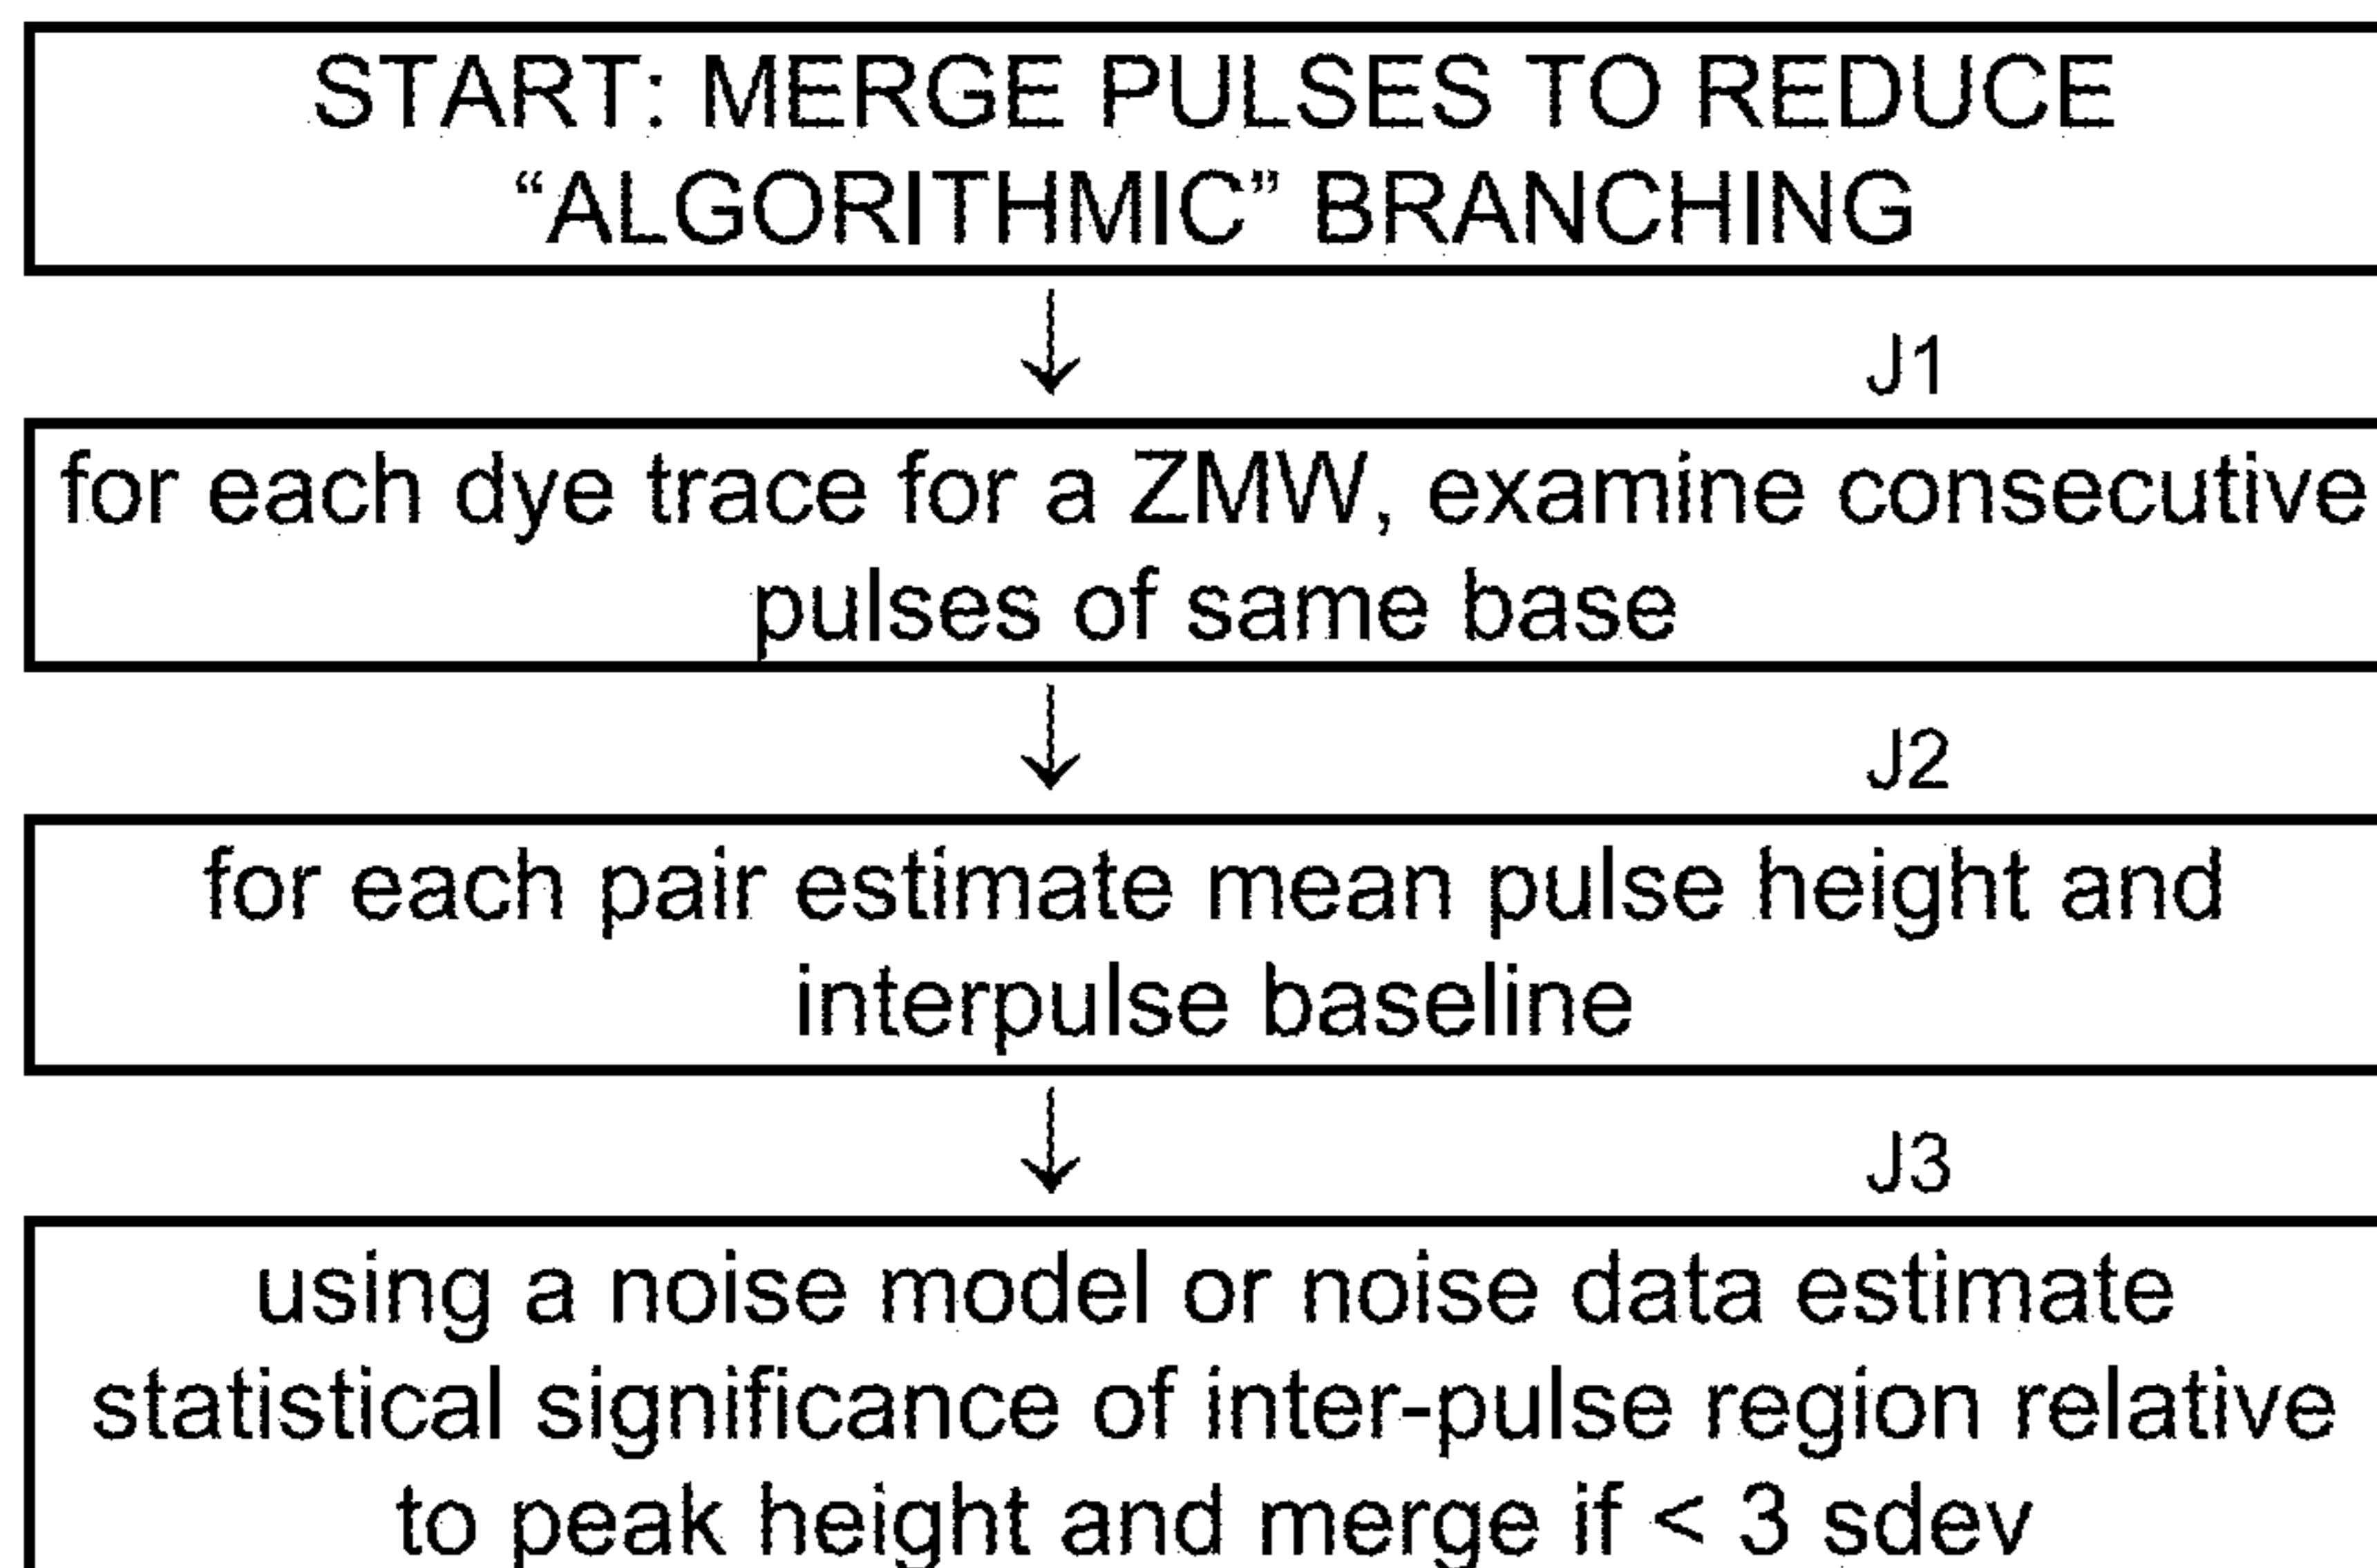 START: MERGE PULSES TO REDUCE
“ALGORITHMIC” BRANCHING
J1
for each dye trace for a ZMW, examine consecutive
pulses of same base
J2
for each pair estimate mean pulse height and
interpulse baseline
J3
using a noise model or noise data estimate
statistical significance of inter-pulse region relative
to peak height and merge if < 3 sdev